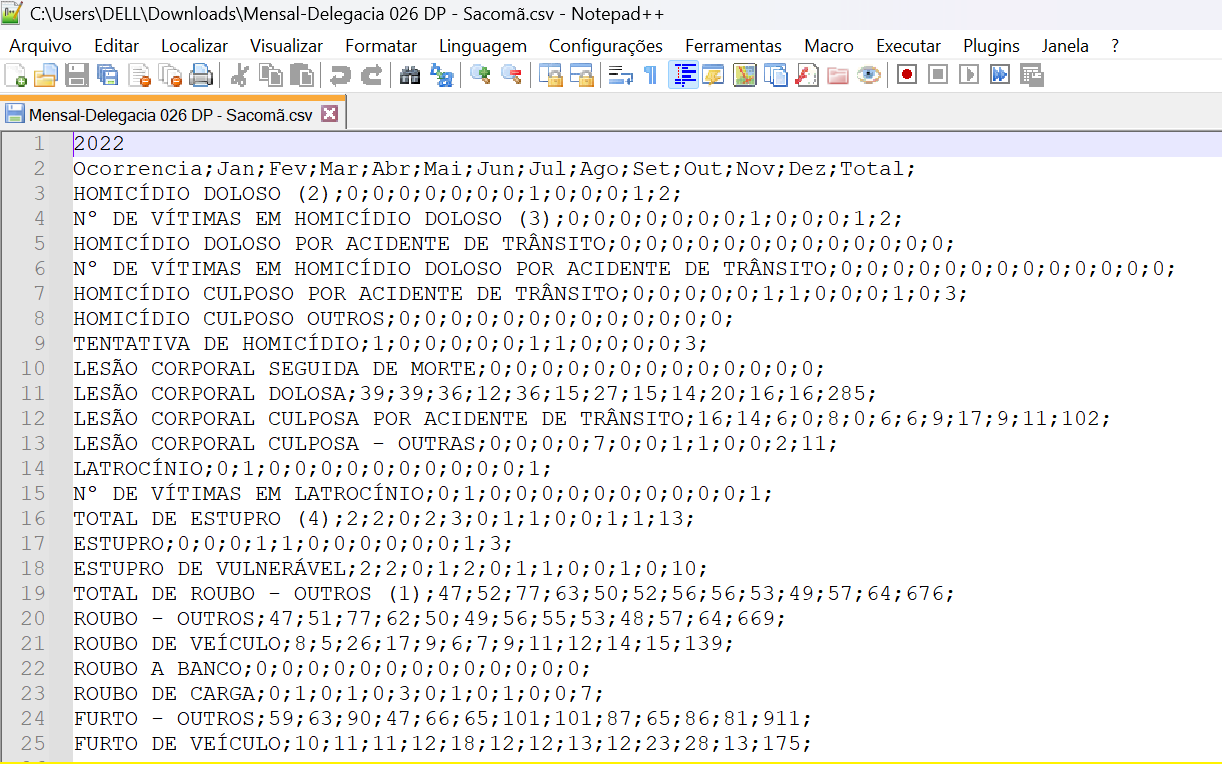 C:\Users\DELL\Downloads\Mensal-Delegacia 026 DP - Sacomã.csv - Notepad++
Arquivo Editar Localizar Visualizar Formatar Linguagem Configurações Ferramentas Macro Executar Plugins Janela ?
Mensal-Delegacia 026 DP - Sacomã.csv
1 2022
2 Ocorrencia;Jan;Fev;Mar;Abr;Mai;Jun;Jul;Ago;Set;Out;Nov;Dez;Total;
3 HOMICÍDIO DOLOSO (2);0;0;0;0;0;0;0;1;0;0;0;1;2;
4 Nº DE VÍTIMAS EM HOMICÍDIO DOLOSO (3);0;0;0;0;0;0;0;1;0;0;0;1;2;
5 HOMICÍDIO DOLOSO POR ACIDENTE DE TRÂNSITO;0;0;0;0;0;0;0;0;0;0;0;0;0;
6 Nº DE VÍTIMAS EM HOMICÍDIO DOLOSO POR ACIDENTE DE TRÂNSITO;0;0;0;0;0;0;0;0;0;0;0;0;0;
7 HOMICÍDIO CULPOSO POR ACIDENTE DE TRÂNSITO;0;0;0;0;0;1;1;0;0;0;1;0;3;
8 HOMICÍDIO CULPOSO OUTROS;0;0;0;0;0;0;0;0;0;0;0;0;0;
9 TENTATIVA DE HOMICÍDIO;1;0;0;0;0;0;1;1;0;0;0;0;3;
10 LESÃO CORPORAL SEGUIDA DE MORTE;0;0;0;0;0;0;0;0;0;0;0;0;0;
11 LESÃO CORPORAL DOLOSA;39;39;36;12;36;15;27;15;14;20;16;16;285;
12 LESÃO CORPORAL CULPOSA POR ACIDENTE DE TRÂNSITO;16;14;6;0;8;0;6;6;9;17;9;11;102;
13 LESÃO CORPORAL CULPOSA - OUTRAS;0;0;0;0;7;0;0;1;1;0;0;2;11;
14 LATROCÍNIO;0;1;0;0;0;0;0;0;0;0;0;0;1;
15 Nº DE VÍTIMAS EM LATROCÍNIO;0;1;0;0;0;0;0;0;0;0;0;0;1;
16 TOTAL DE ESTUPRO (4);2;2;0;2;3;0;1;1;0;0;1;1;13;
17 ESTUPRO;0;0;0;1;1;0;0;0;0;0;0;1;3;
18 ESTUPRO DE VULNERÁVEL;2;2;0;1;2;0;1;1;0;0;1;0;10;
19 TOTAL DE ROUBO - OUTROS (1);47;52;77;63;50;52;56;56;53;49;57;64;676;
20 ROUBO - OUTROS;47;51;77;62;50;49;56;55;53;48;57;64;669;
21 ROUBO DE VEÍCULO;8;5;26;17;9;6;7;9;11;12;14;15;139;
22 ROUBO A BANCO;0;0;0;0;0;0;0;0;0;0;0;0;0;
23 ROUBO DE CARGA;0;1;0;1;0;3;0;1;0;1;0;0;7;
24 FURTO - OUTROS;59;63;90;47;66;65;101;101;87;65;86;81;911;
25 FURTO DE VEÍCULO;10;11;11;12;18;12;12;13;12;23;28;13;175;